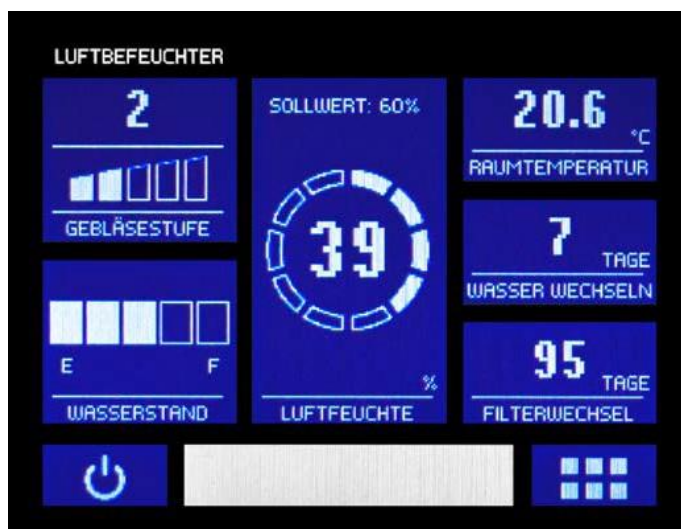 LUFTBEFEUCHTER
2
GEBLÄSESTUFE
E F
WASSERSTAND
SOLLWERT: 60%
39
%
LUFTFEUCHTE
20.6 °C
RAUMTEMPERATUR
7 TAGE
WASSER WECHSELN
95 TAGE
FILTERWECHSEL